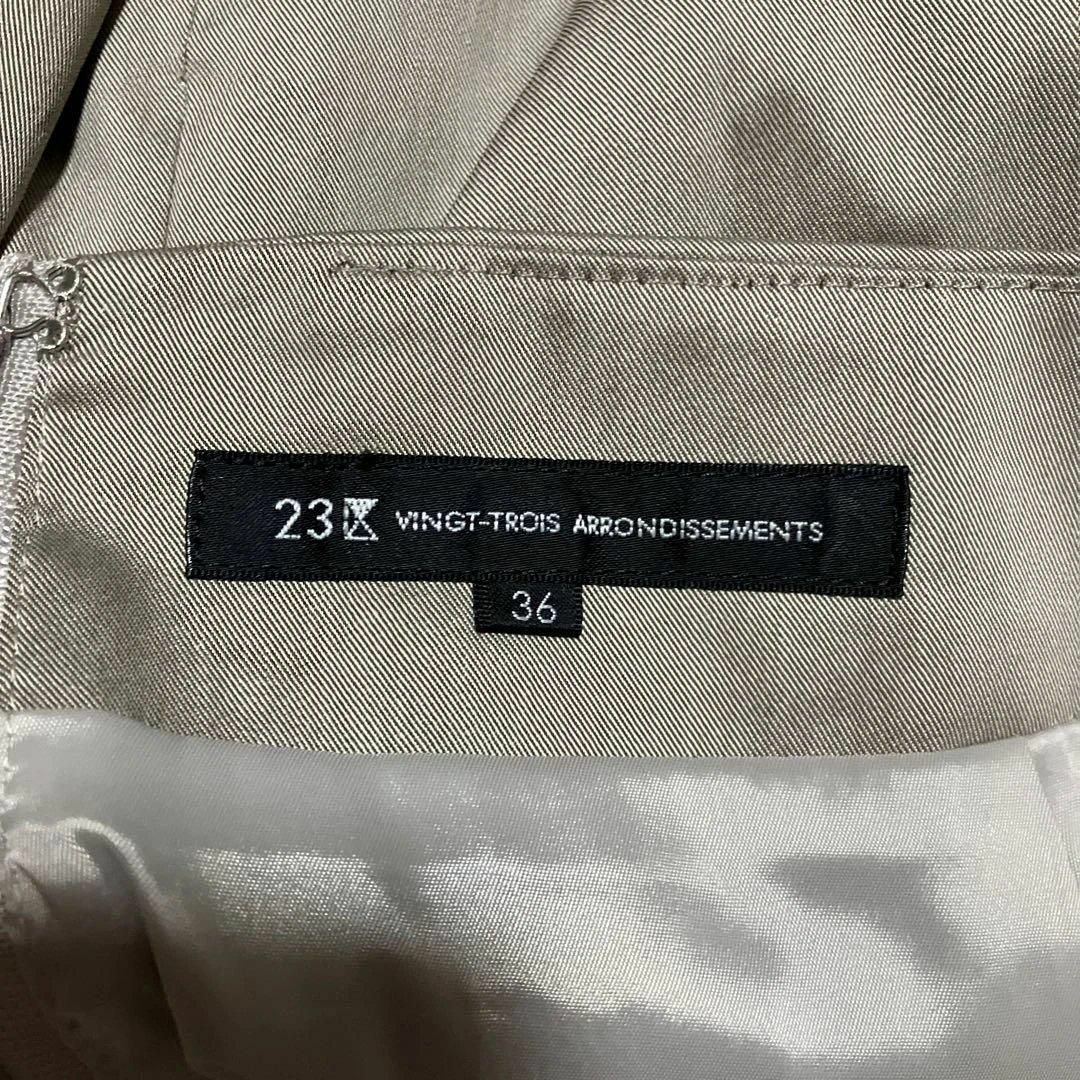 23区 VINGT-TROIS ARRONDISSEMENTS
36